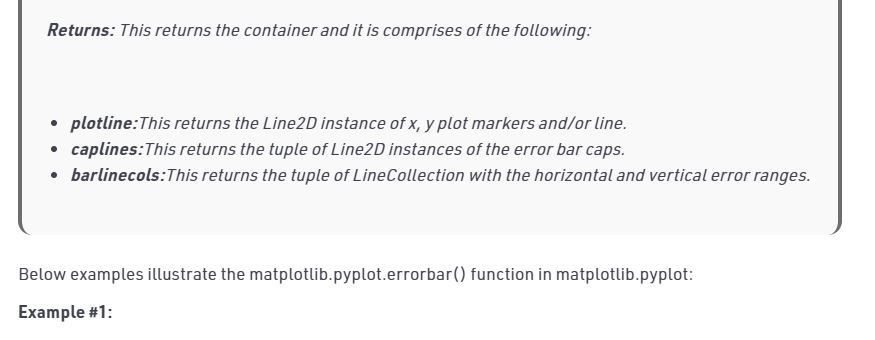 Returns: This returns the container and it is comprises of the following:
plotline:This returns the Line2D instance of x, y plot markers and/or line.
caplines:This returns the tuple of Line2D instances of the error bar caps.
barlinecols:This returns the tuple of LineCollection with the horizontal and vertical error ranges.
Below examples illustrate the matplotlib.pyplot.errorbar() function in matplotlib.pyplot:
Example #1: